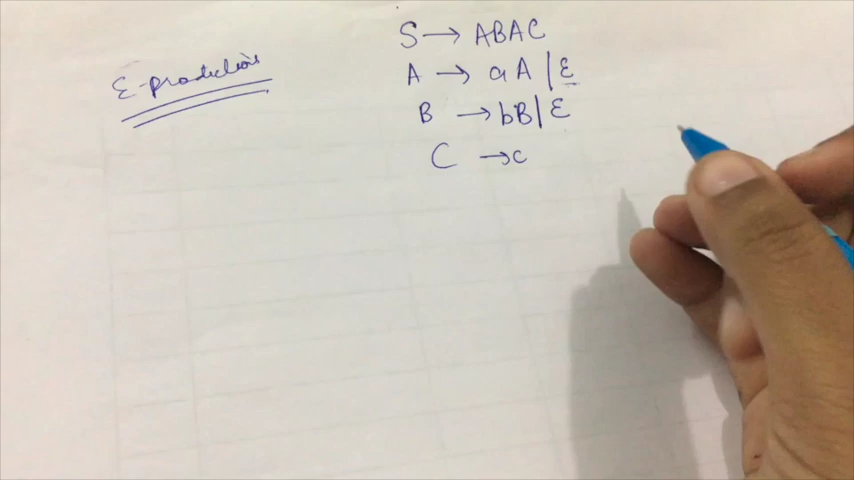 S → ABAC
ε-productions
A → aA | ε
B → bB | ε
C → c